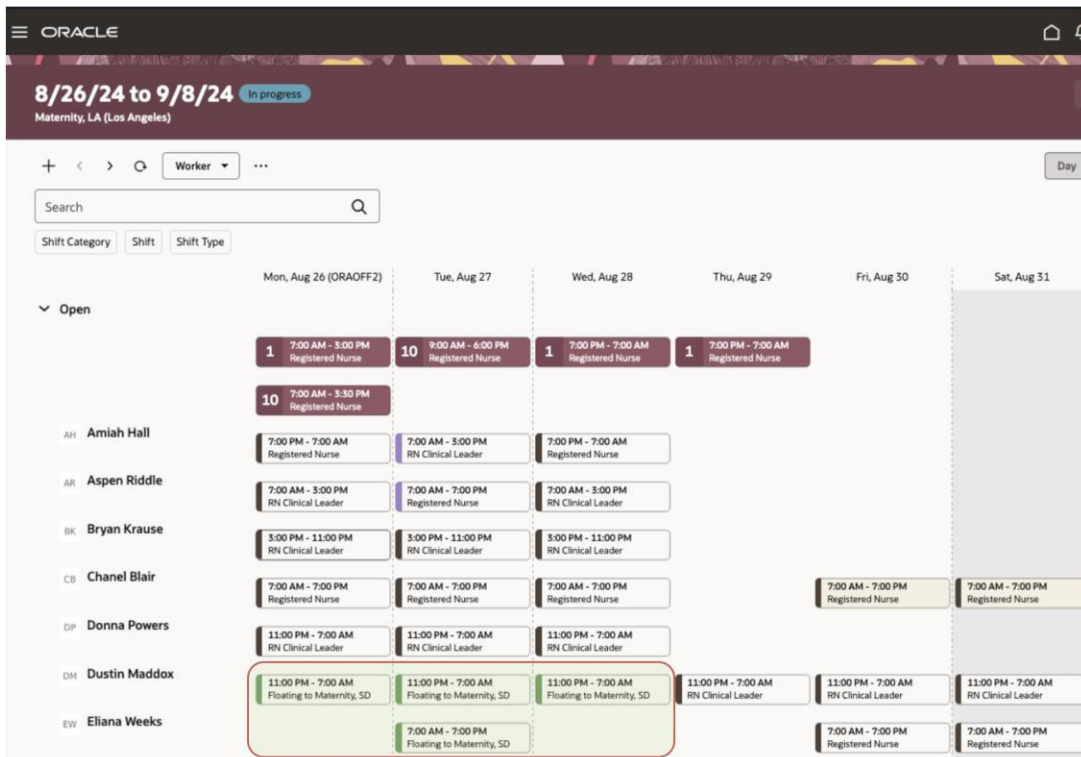 ORACLE
8/26/24 to 9/8/24 In progress
Maternity, LA (Los Angeles)
Worker
Day
Search
Shift Category Shift Shift Type
Mon, Aug 26 (ORAOFF2) Tue, Aug 27 Wed, Aug 28 Thu, Aug 29 Fri, Aug 30 Sat, Aug 31
Open
1 7:00 AM - 3:00 PM 10 9:00 AM - 6:00 PM 1 7:00 PM - 7:00 AM 1 7:00 PM - 7:00 AM
Registered Nurse Registered Nurse Registered Nurse Registered Nurse
10 7:00 AM - 3:30 PM
Registered Nurse
AH Amiah Hall
7:00 PM - 7:00 AM 7:00 AM - 3:00 PM 7:00 PM - 7:00 AM
Registered Nurse RN Clinical Leader Registered Nurse
AR Aspen Riddle
7:00 AM - 3:00 PM 7:00 AM - 7:00 PM 7:00 AM - 3:00 PM
RN Clinical Leader Registered Nurse RN Clinical Leader
BK Bryan Krause
3:00 PM - 11:00 PM 3:00 PM - 11:00 PM 3:00 PM - 11:00 PM
RN Clinical Leader RN Clinical Leader RN Clinical Leader
CB Chanel Blair
7:00 AM - 7:00 PM 7:00 AM - 7:00 PM 7:00 AM - 7:00 PM 7:00 AM - 7:00 PM 7:00 AM - 7:00 PM
Registered Nurse Registered Nurse Registered Nurse Registered Nurse Registered Nurse
DP Donna Powers
11:00 PM - 7:00 AM 11:00 PM - 7:00 AM 11:00 PM - 7:00 AM
RN Clinical Leader RN Clinical Leader RN Clinical Leader
DM Dustin Maddox
11:00 PM - 7:00 AM 11:00 PM - 7:00 AM 11:00 PM - 7:00 AM 11:00 PM - 7:00 AM 11:00 PM - 7:00 AM 11:00 PM - 7:00 AM
Floating to Maternity, SD Floating to Maternity, SD Floating to Maternity, SD RN Clinical Leader RN Clinical Leader RN Clinical Leader
EW Eliana Weeks
7:00 AM - 7:00 PM 7:00 AM - 7:00 PM 7:00 AM - 7:00 PM
Floating to Maternity, SD Registered Nurse Registered Nurse